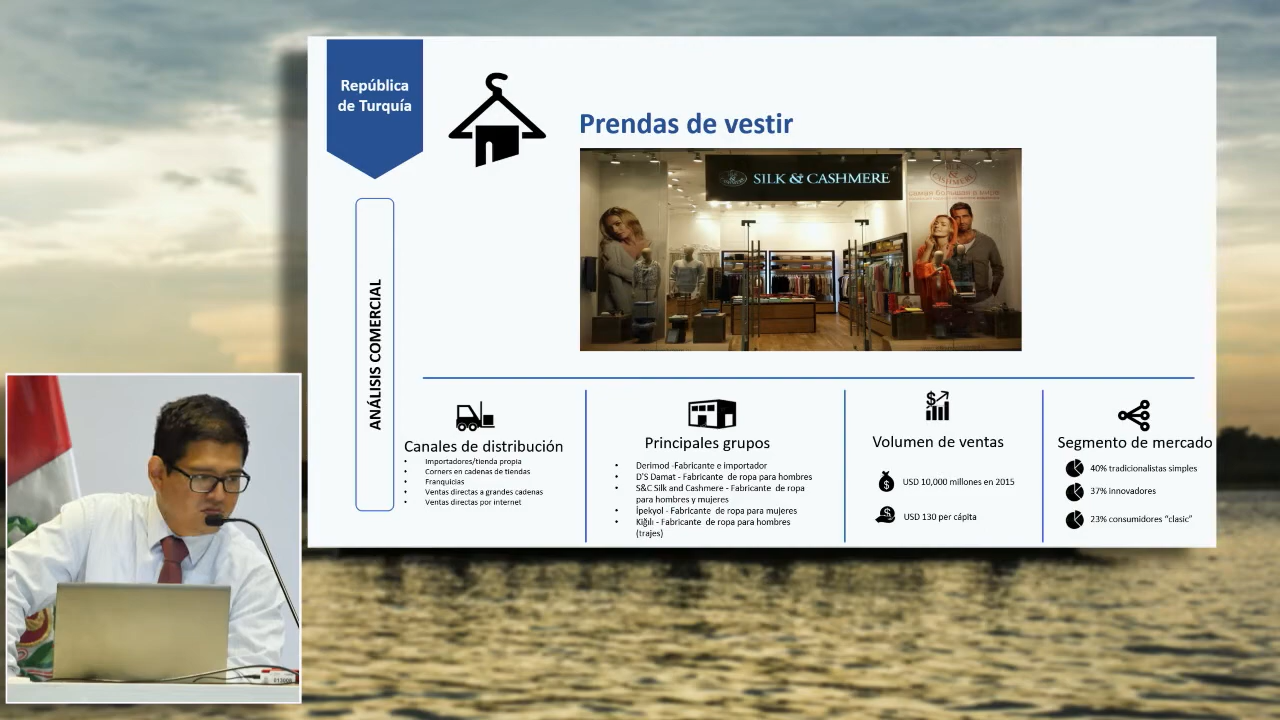 República
de Turquía
Prendas de vestir
SILK & CASHMERE
SILK &
CASHMERE
ANÁLISIS COMERCIAL
Canales de distribución
• Importadores/tienda propia
• Corners en cadenas de tiendas
• Franquicias
• Ventas directas a grandes cadenas
• Ventas directas por internet
Principales grupos
• Derimod -Fabricante e importador
• D'S Damat - Fabricante de ropa para hombres
• S&C Silk and Cashmere - Fabricante de ropa
para hombres y mujeres
• İpekyol - Fabricante de ropa para mujeres
• Kiğılı - Fabricante de ropa para hombres
(trajes)
Volumen de ventas
USD 10,000 millones en 2015
USD 130 per cápita
Segmento de mercado
40% tradicionalistas simples
37% innovadores
23% consumidores “clasic”